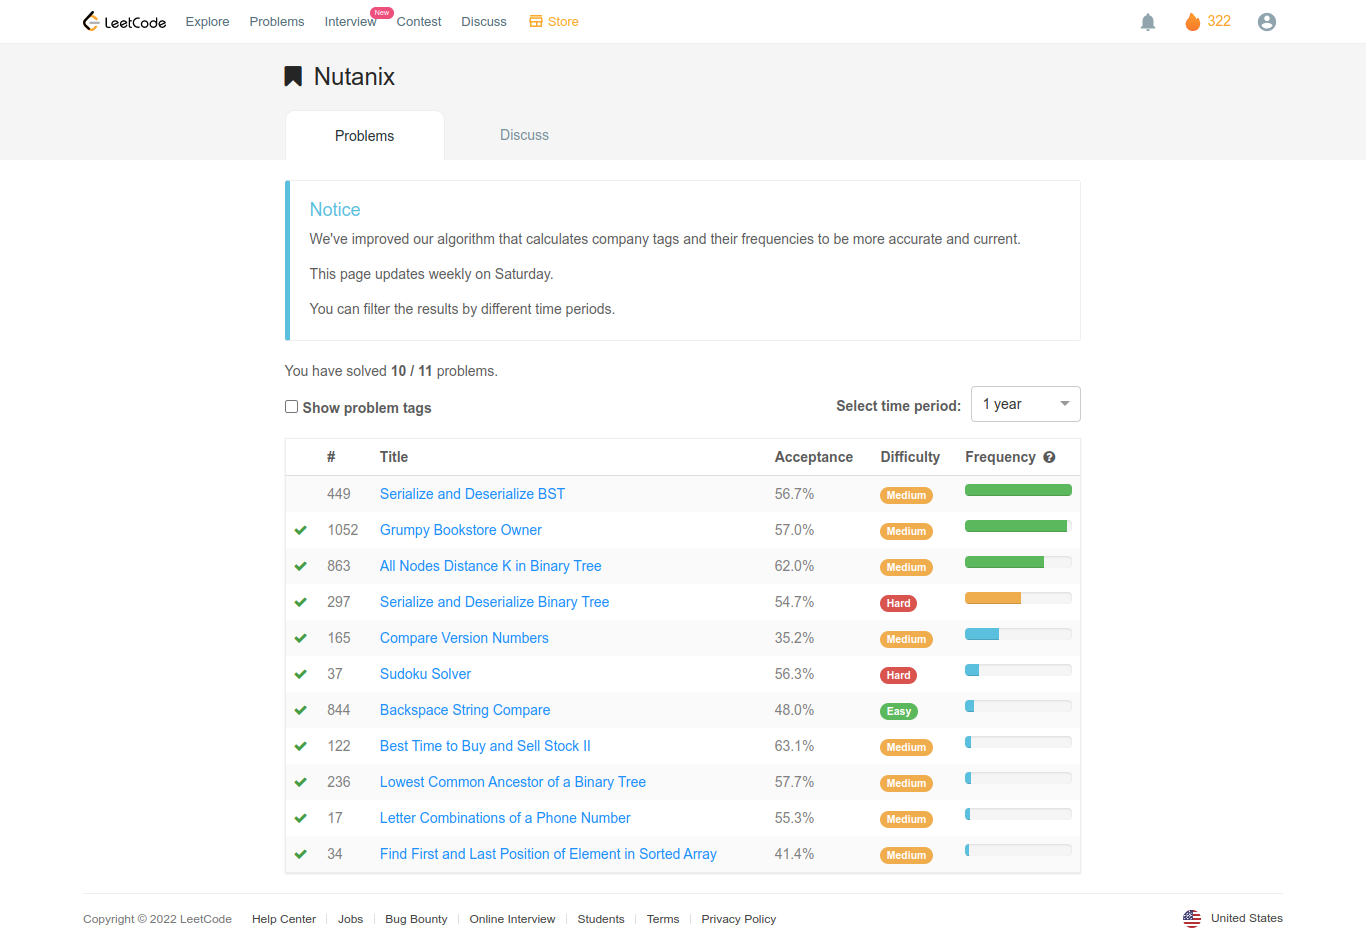 LeetCode Explore Problems Interview New Contest Discuss Store 322
Nutanix
Problems Discuss
Notice
We've improved our algorithm that calculates company tags and their frequencies to be more accurate and current.
This page updates weekly on Saturday.
You can filter the results by different time periods.
You have solved 10 / 11 problems.
Show problem tags Select time period: 1 year
# Title Acceptance Difficulty Frequency ?
449 Serialize and Deserialize BST 56.7% Medium
1052 Grumpy Bookstore Owner 57.0% Medium
863 All Nodes Distance K in Binary Tree 62.0% Medium
297 Serialize and Deserialize Binary Tree 54.7% Hard
165 Compare Version Numbers 35.2% Medium
37 Sudoku Solver 56.3% Hard
844 Backspace String Compare 48.0% Easy
122 Best Time to Buy and Sell Stock II 63.1% Medium
236 Lowest Common Ancestor of a Binary Tree 57.7% Medium
17 Letter Combinations of a Phone Number 55.3% Medium
34 Find First and Last Position of Element in Sorted Array 41.4% Medium
Copyright © 2022 LeetCode Help Center Jobs Bug Bounty Online Interview Students Terms Privacy Policy United States